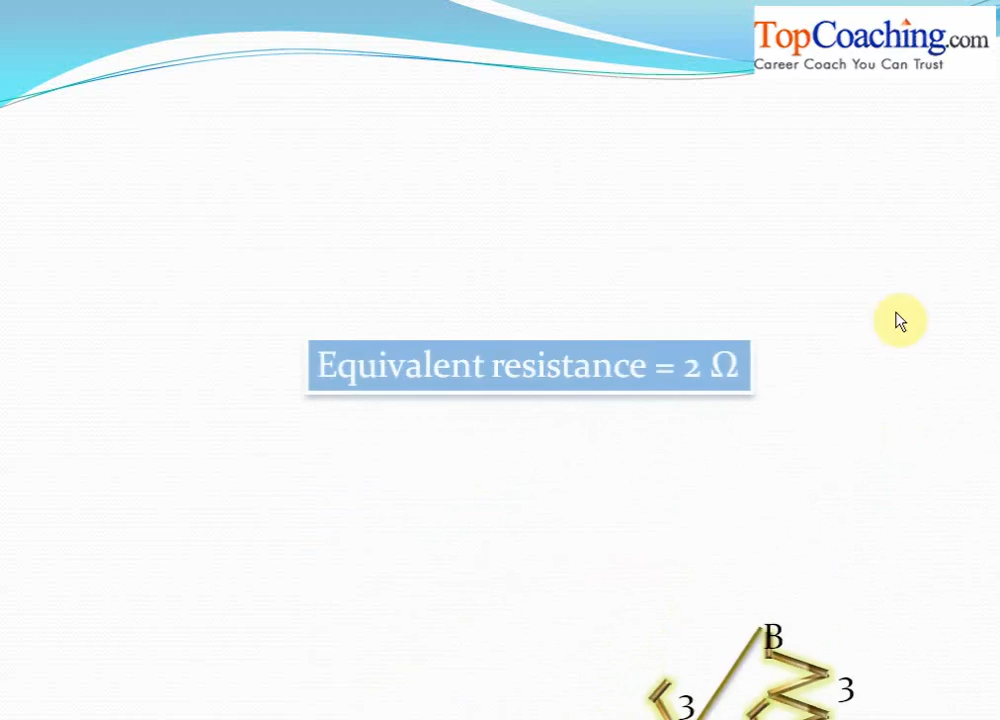 TopCoaching.com
Career Coach You Can Trust
Equivalent resistance = 2 Ω
B
3
3